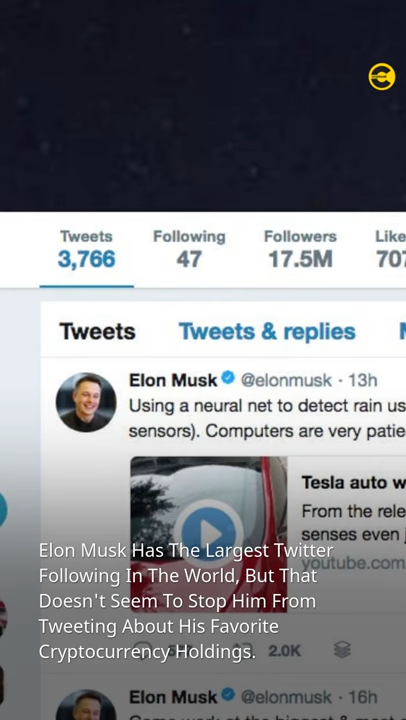 Tweets Following Followers Like
3,766 47 17.5M 707
Tweets Tweets & replies
Elon Musk @elonmusk · 13h
Using a neural net to detect rain us
sensors). Computers are very patie
Tesla auto w
From the rele
senses even
youtube.com
Elon Musk Has The Largest Twitter
Following In The World, But That
Doesn't Seem To Stop Him From
Tweeting About His Favorite
Cryptocurrency Holdings.
2.0K
Elon Musk @elonmusk · 16h